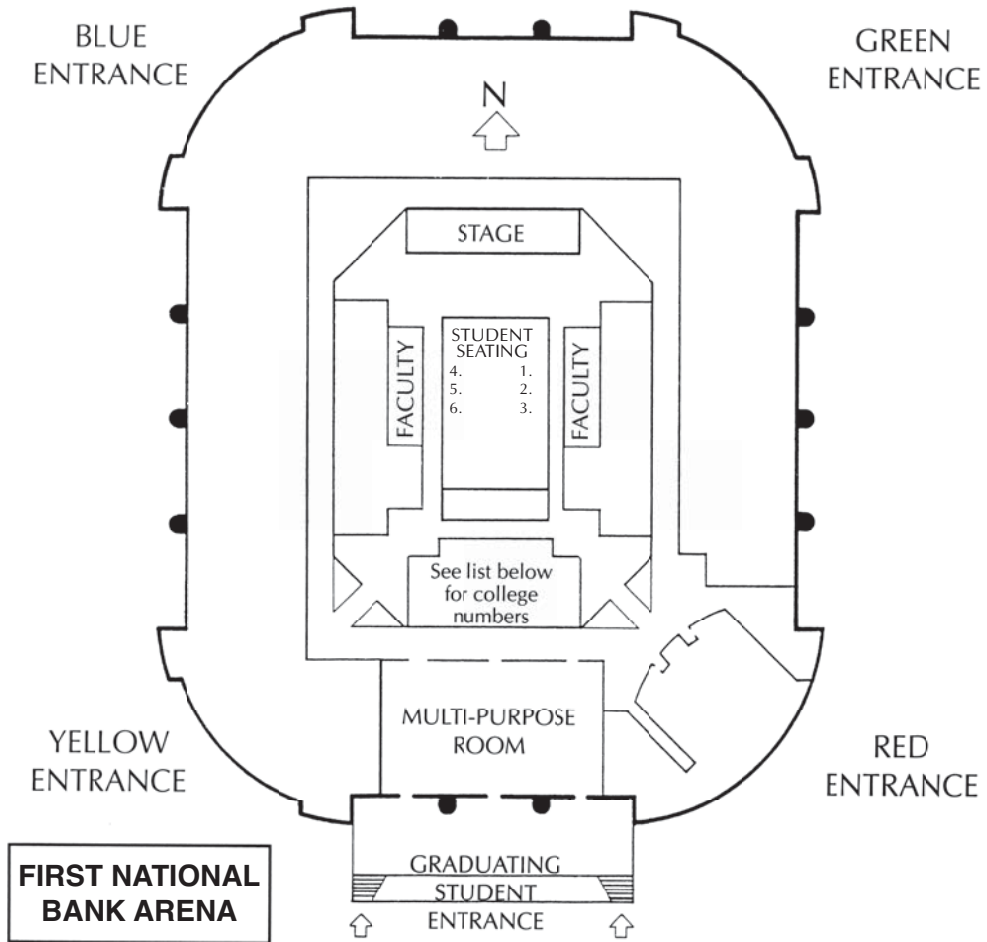 BLUE
ENTRANCE
GREEN
ENTRANCE
N
STAGE
STUDENT
SEATING
4. 1.
5. 2.
6. 3.
FACULTY
FACULTY
See list below
for college
numbers
MULTI-PURPOSE
ROOM
YELLOW
ENTRANCE
RED
ENTRANCE
GRADUATING
STUDENT
ENTRANCE
FIRST NATIONAL
BANK ARENA